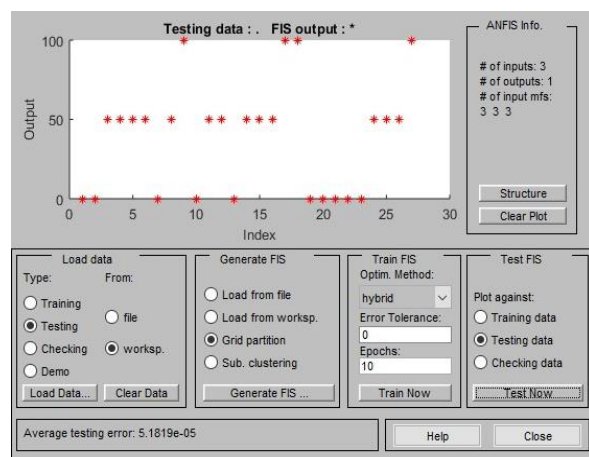 Testing data : .   FIS output : *
100
50
0
Output
0 5 10 15 20 25 30
Index
ANFIS Info.
# of inputs: 3
# of outputs: 1
# of input mfs:
3 3 3
Structure
Clear Plot
Load data
Type: From:
Training
Testing
Checking
Demo
file
worksp.
Load Data... Clear Data
Generate FIS
Load from file
Load from worksp.
Grid partition
Sub. clustering
Generate FIS ...
Train FIS
Optim. Method:
hybrid
Error Tolerance:
0
Epochs:
10
Train Now
Test FIS
Plot against:
Training data
Testing data
Checking data
Test Now
Average testing error: 5.1819e-05
Help Close